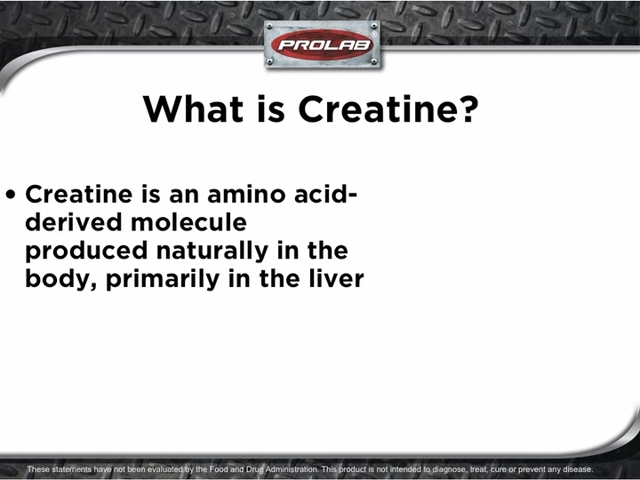 PROLAB
What is Creatine?
• Creatine is an amino acid-
derived molecule
produced naturally in the
body, primarily in the liver
These statements have not been evaluated by the Food and Drug Administration. This product is not intended to diagnose, treat, cure or prevent any disease.